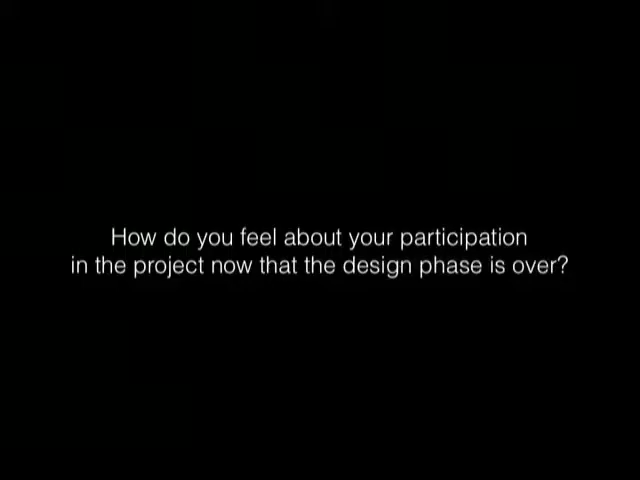 How do you feel about your participation
in the project now that the design phase is over?